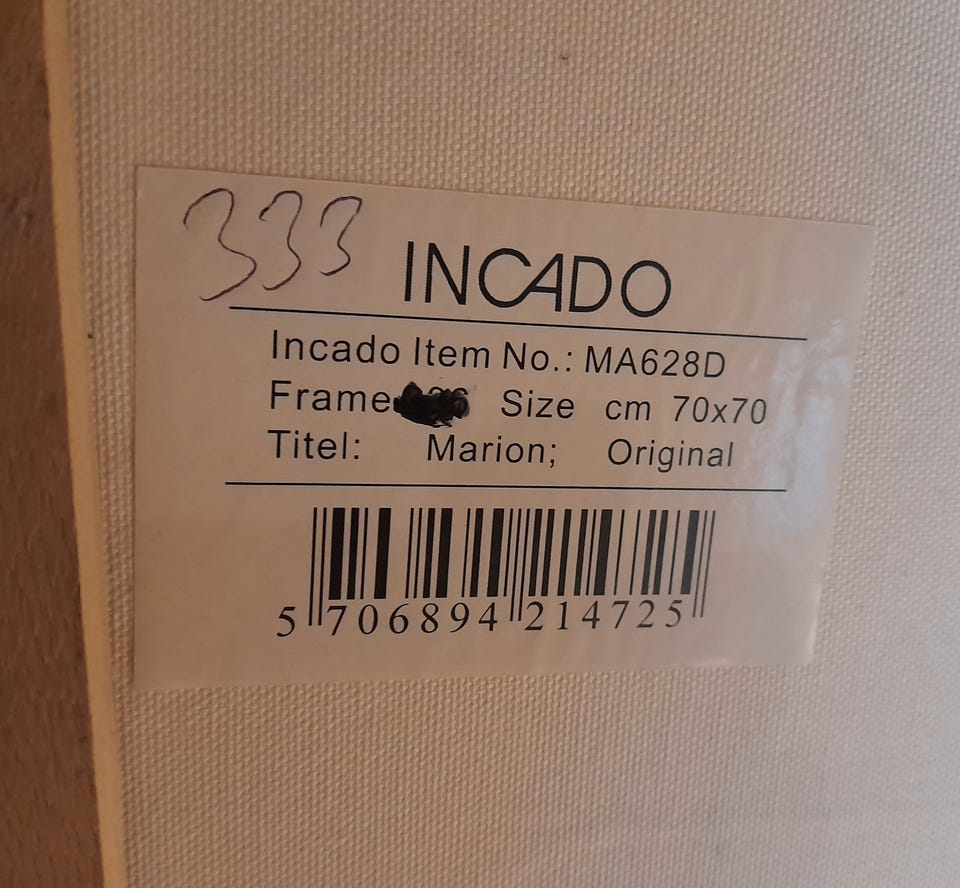 333
INCADO
Incado Item No.: MA628D
Frame Size cm 70x70
Titel: Marion; Original
5 706894 214725